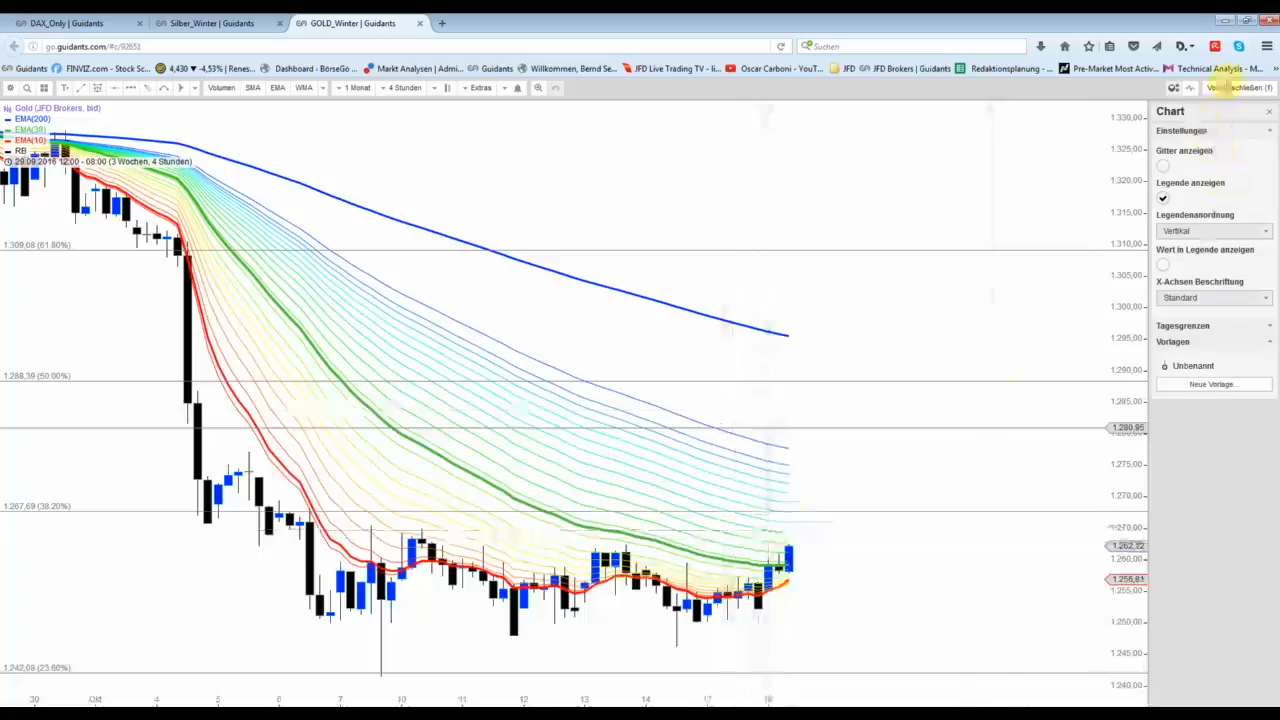 DAX_Only | Guidants
Silber_Winter | Guidants
GOLD_Winter | Guidants
go.guidants.com/#c/92651
Suchen
Guidants
FINVIZ.com - Stock Sc...
4,430 ▼ -4,53% | Renes...
Dashboard - BörseGo ...
Markt Analysen | Admi...
Guidants
Willkommen, Bernd Se...
JFD Live Trading TV - li...
Oscar Carboni - YouT...
JFD
JFD Brokers | Guidants
Redaktionsplanung - ...
Pre-Market Most Activ...
Technical Analysis - M...
Volumen
SMA
EMA
WMA
1 Monat
4 Stunden
Extras
Gold (JFD Brokers, bid)
EMA(200)
EMA(38)
EMA(10)
RB
29.09.2016 12:00 - 08:00 (3 Wochen, 4 Stunden)
1.309,08 (61.80%)
1.288,39 (50.00%)
1.267,69 (38.20%)
1.242,08 (23.60%)
1.330,00
1.325,00
1.320,00
1.315,00
1.310,00
1.305,00
1.300,00
1.295,00
1.290,00
1.285,00
1.280,95
1.275,00
1.270,00
1.265,00
1.262,22
1.260,00
1.256,83
1.255,00
1.250,00
1.245,00
1.240,00
30
Okt
4
5
6
7
10
11
12
13
14
17
18
Chart
Einstellungen
Gitter anzeigen
Legende anzeigen
Legendenanordnung
Vertikal
Wert in Legende anzeigen
X-Achsen Beschriftung
Standard
Tagesgrenzen
Vorlagen
Unbenannt
Neue Vorlage...